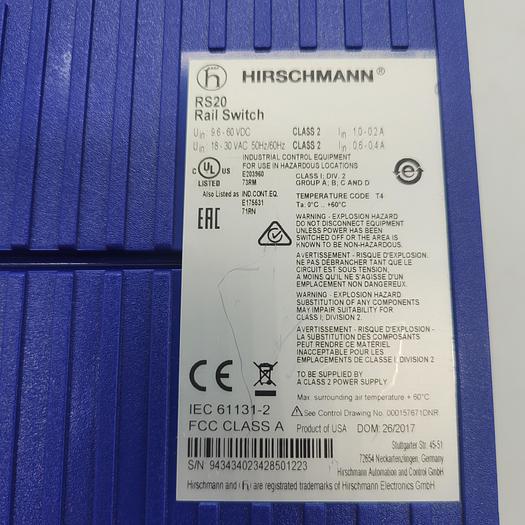 HIRSCHMANN®
RS20
Rail Switch
Uin 9.6 - 60 VDC CLASS 2 Iin 1.0 - 0.2 A
Uin 18 - 30 VAC 50Hz/60Hz CLASS 2 Iin 0.6 - 0.4 A
INDUSTRIAL CONTROL EQUIPMENT
FOR USE IN HAZARDOUS LOCATIONS
C UL US
LISTED
E203960
73RM
CLASS I; DIV. 2
GROUP A; B; C AND D
Also Listed as IND.CONT.EQ.
E175531
71RN
TEMPERATURE CODE T4
Ta: 0°C .. +60°C
EAC
WARNING - EXPLOSION HAZARD
DO NOT DISCONNECT EQUIPMENT
UNLESS POWER HAS BEEN
SWITCHED OFF OR THE AREA IS
KNOWN TO BE NON-HAZARDOUS.
AVERTISSEMENT - RISQUE D'EXPLOSION.
NE PAS DÉBRANCHER TANT QUE LE
CIRCUIT EST SOUS TENSION,
A MOINS QU'IL NE S'AGISSE D'UN
EMPLACEMENT NON DANGEREUX.
WARNING - EXPLOSION HAZARD
SUBSTITUTION OF ANY COMPONENTS
MAY IMPAIR SUITABILITY FOR
CLASS I, DIVISION 2.
AVERTISSEMENT - RISQUE D'EXPLOSION -
LA SUBSTITUTION DES COMPOSANTS
PEUT RENDRE CE MATÉRIEL
INACCEPTABLE POUR LES
EMPLACEMENTS DE CLASSE I DIVISION 2
TO BE SUPPLIED BY
A CLASS 2 POWER SUPPLY
CE
Max. surrounding air temperature + 60°C
IEC 61131-2
See Control Drawing No. 000157671DNR
FCC CLASS A
Product of USA DOM: 26/2017
Stuttgarter Str. 45-51
72654 Neckartenzlingen, Germany
Hirschmann Automation and Control GmbH
S/N 943434023428501223
Hirschmann and (h) are registered trademarks of Hirschmann Electronics GmbH